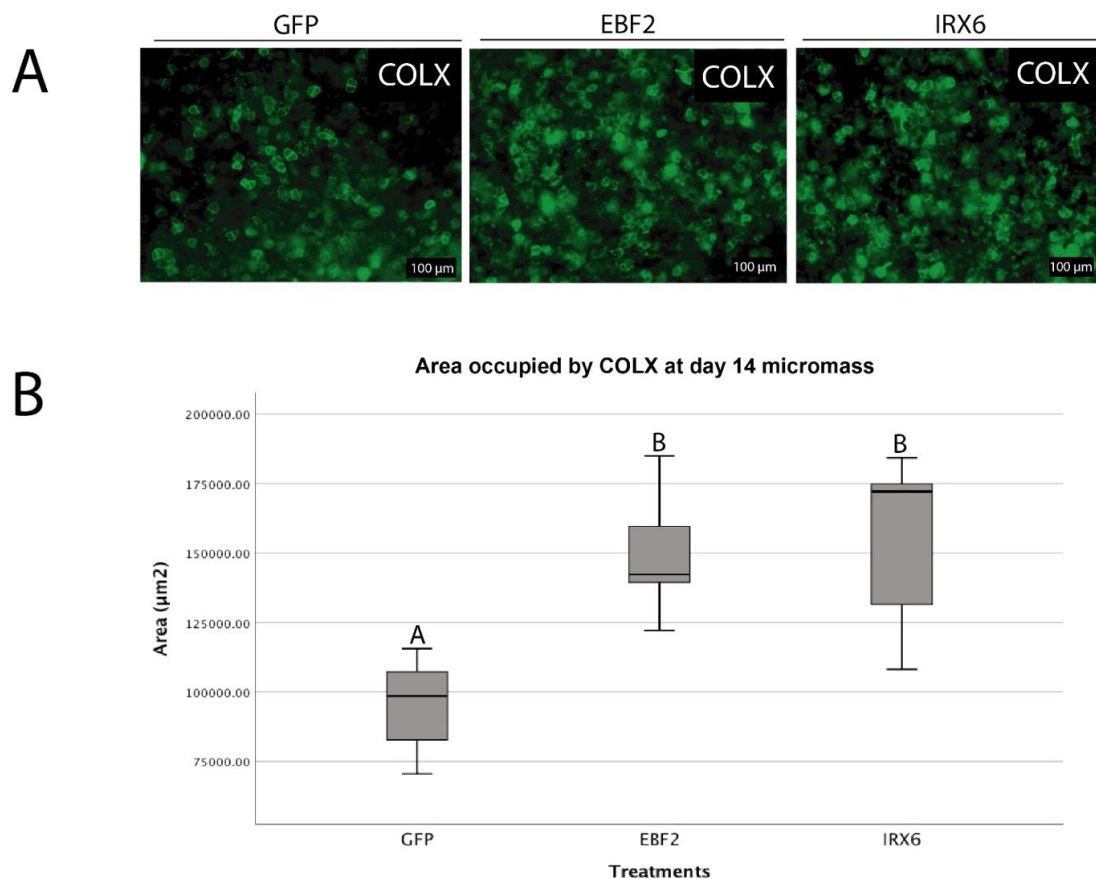 A
GFP
EBF2
IRX6
COLX
COLX
COLX
100 µm
100 µm
100 µm
B
Area occupied by COLX at day 14 micromass
200000.00
175000.00
150000.00
125000.00
100000.00
75000.00
Area (µm2)
A
B
B
GFP
EBF2
IRX6
Treatments